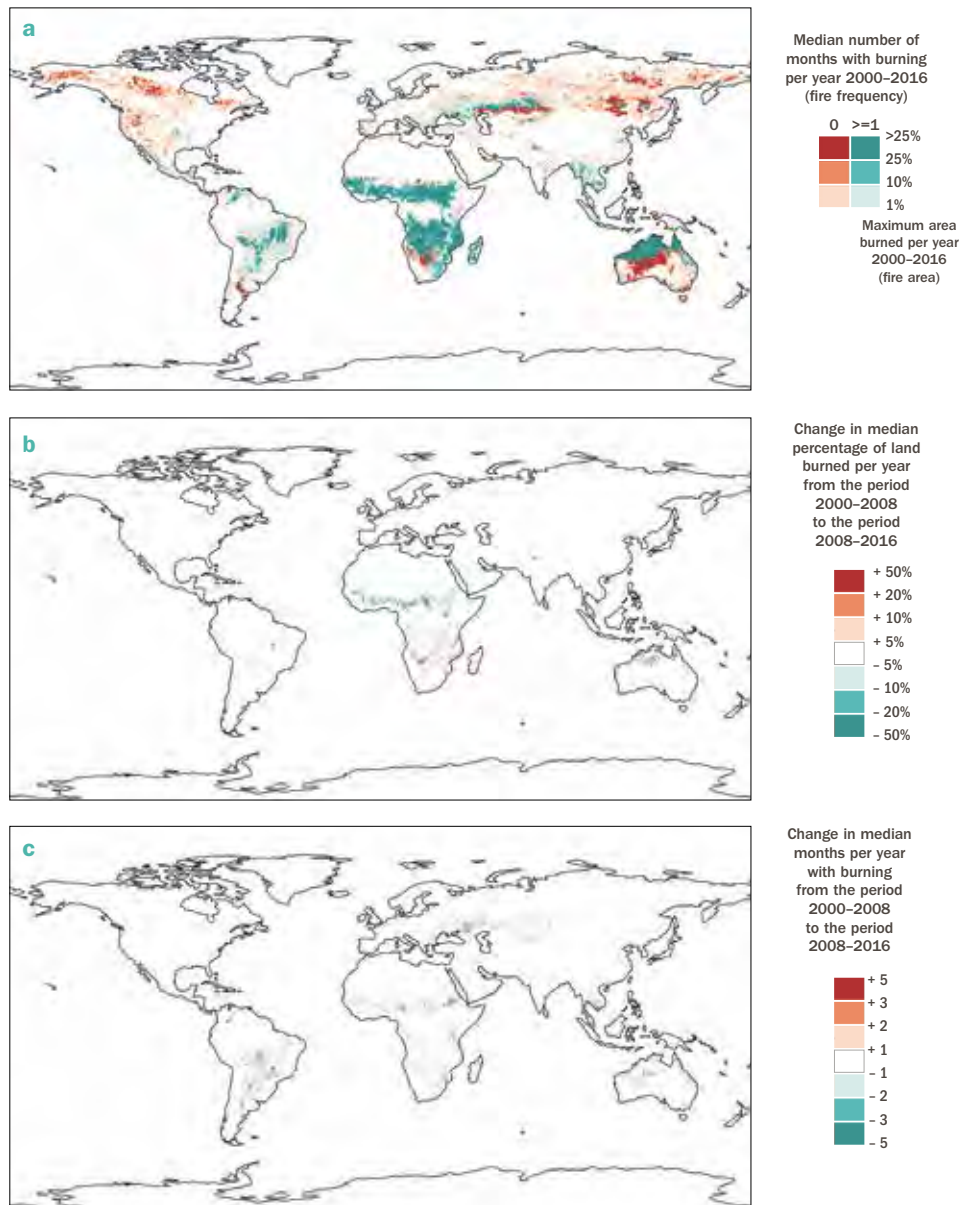 a
Median number of
months with burning
per year 2000–2016
(fire frequency)
0 >=1
>25%
25%
10%
1%
Maximum area
burned per year
2000–2016
(fire area)
b
Change in median
percentage of land
burned per year
from the period
2000–2008
to the period
2008–2016
+ 50%
+ 20%
+ 10%
+ 5%
– 5%
– 10%
– 20%
– 50%
c
Change in median
months per year
with burning
from the period
2000–2008
to the period
2008–2016
+ 5
+ 3
+ 2
+ 1
– 1
– 2
– 3
– 5